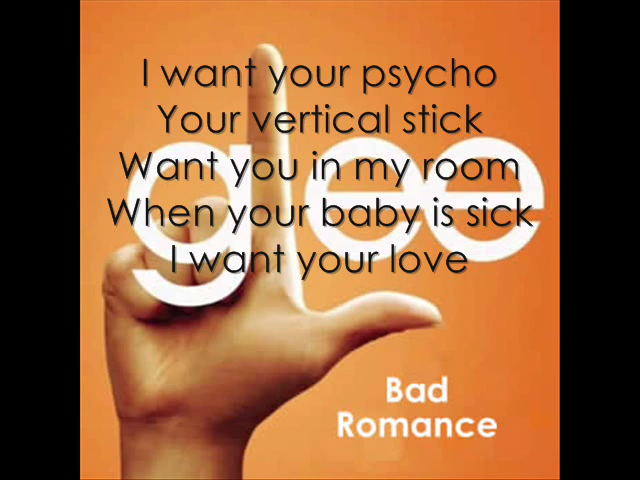 I want your psycho
Your vertical stick
Want you in my room
When your baby is sick
I want your love
glee
Bad
Romance